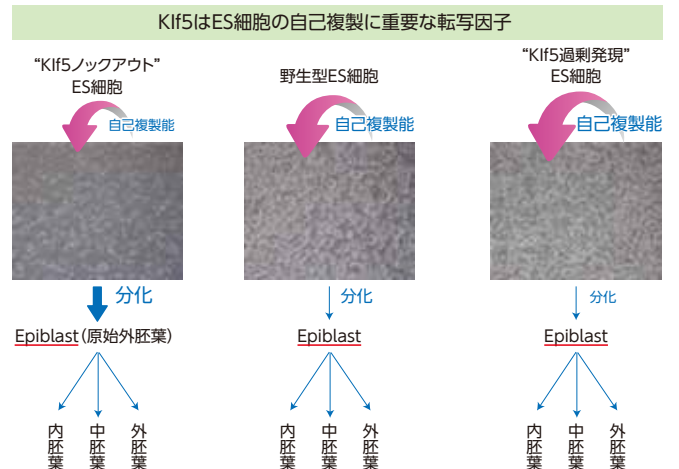 Klf5はES細胞の自己複製に重要な転写因子
“Klf5ノックアウト”
ES細胞
自己複製能
分化
Epiblast(原始外胚葉)
内胚葉
中胚葉
外胚葉
野生型ES細胞
自己複製能
分化
Epiblast
内胚葉
中胚葉
外胚葉
“Klf5過剰発現”
ES細胞
自己複製能
分化
Epiblast
内胚葉
中胚葉
外胚葉